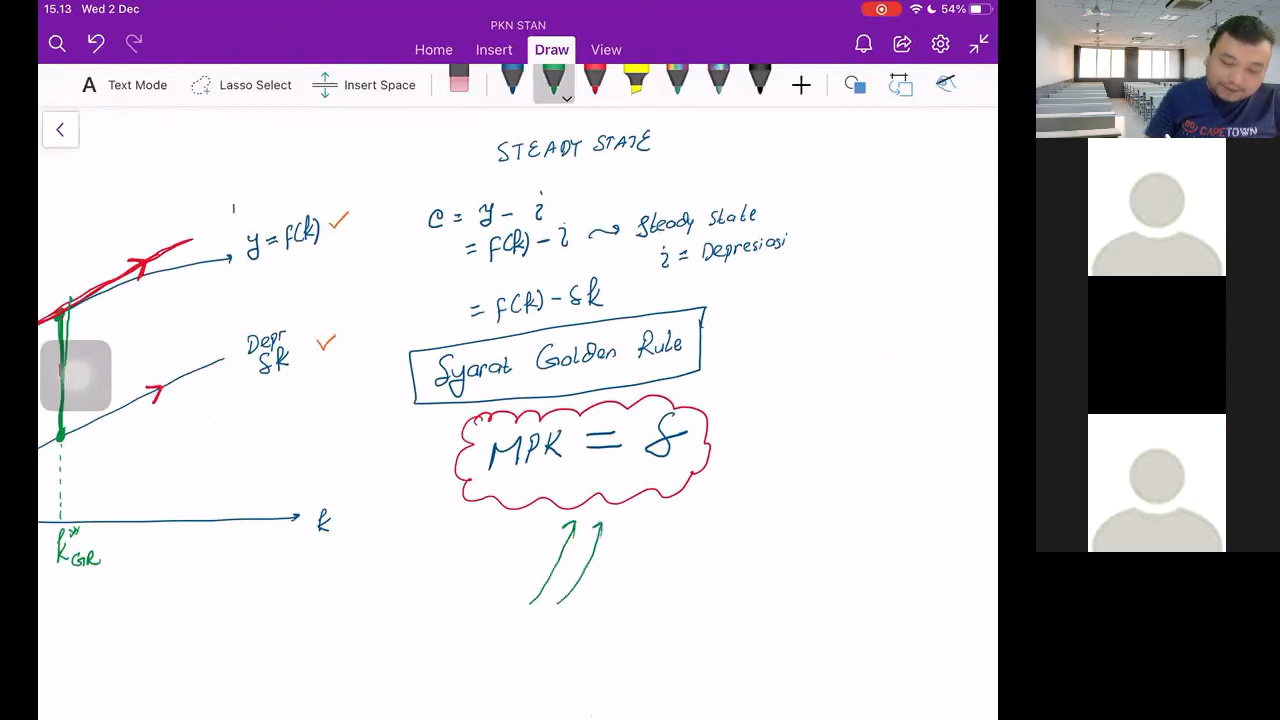 15.13 Wed 2 Dec
54%
PKN STAN
Home Insert Draw View
A Text Mode Lasso Select Insert Space
STEADY STATE
y = f(k)
Depr
δk
k
k*GR
c = y - i
= f(k) - i ⤳ Steady State
i = Depresiasi
= f(k) - δk
Syarat Golden Rule
MPK = δ
CAPETOWN